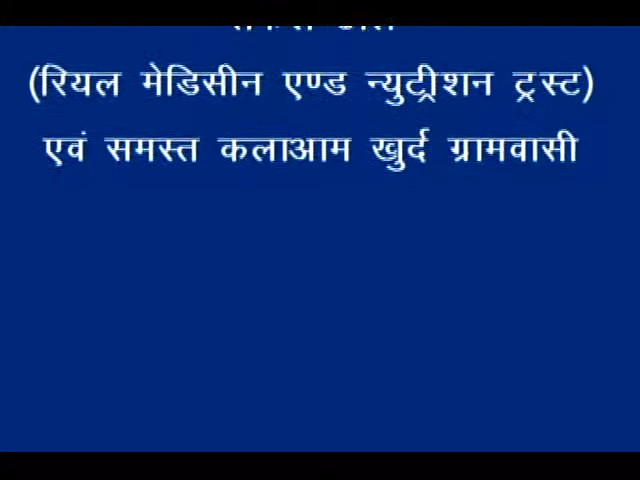 (रियल मेडिसीन एण्ड न्युट्रीशन ट्रस्ट)
एवं समस्त कलाआम खुर्द ग्रामवासी